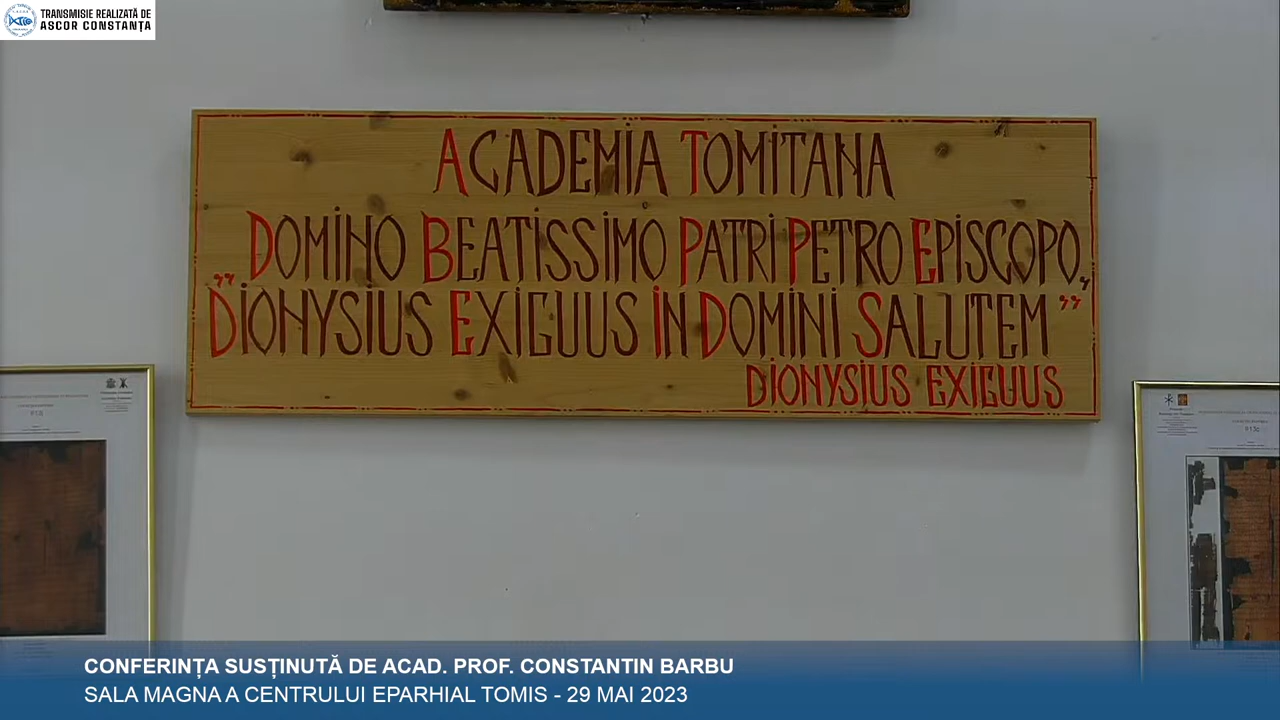 TRANSMISIE REALIZATĂ DE
ASCOR CONSTANȚA
ACADEMIA TOMITANA
„DOMINO BEATISSIMO PATRI PETRO EPISCOPO,
DIONYSIUS EXIGUUS IN DOMINI SALUTEM”
DIONYSIUS EXIGUUS
CONFERINȚA SUSȚINUTĂ DE ACAD. PROF. CONSTANTIN BARBU
SALA MAGNA A CENTRULUI EPARHIAL TOMIS - 29 MAI 2023